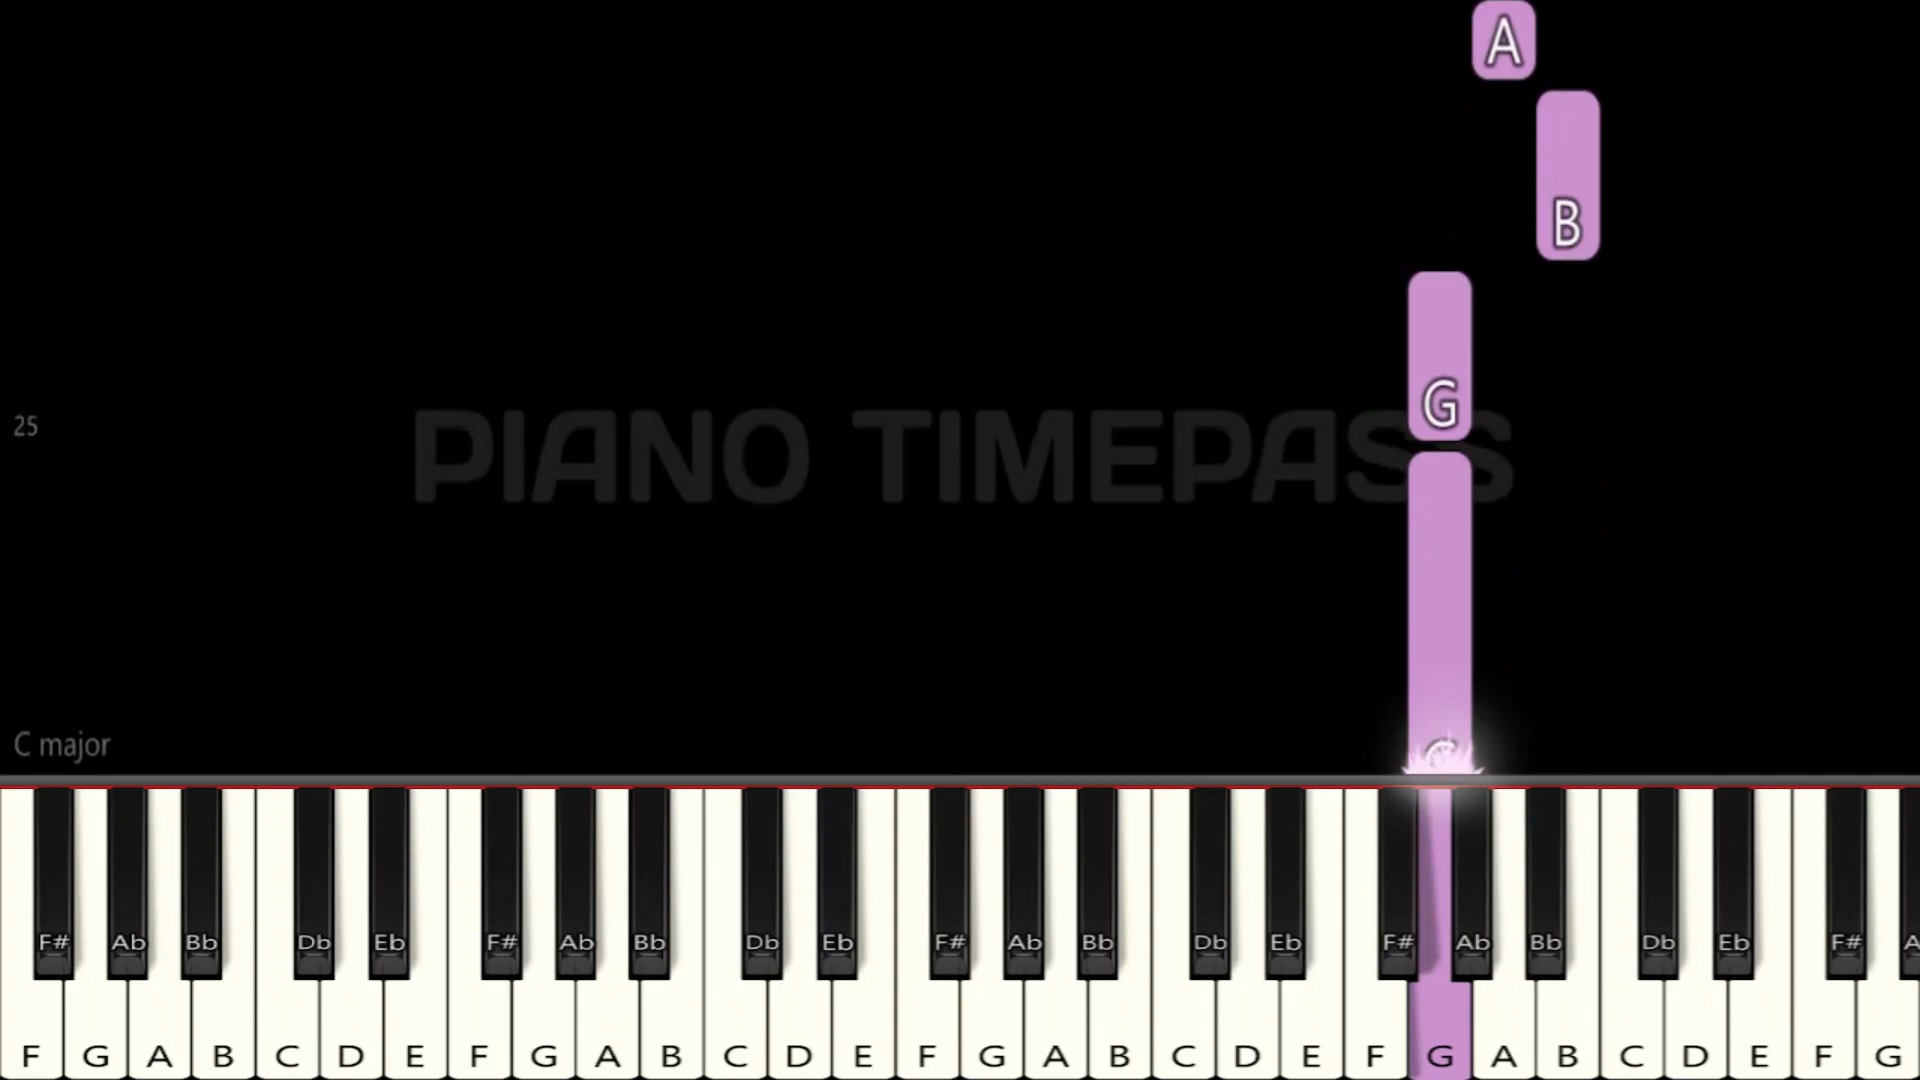 A
B
G
25
PIANO TIMEPASS
G
C major
F# Ab Bb Db Eb F# Ab Bb Db Eb F# Ab Bb Db Eb F# Ab Bb Db Eb F# A
F G A B C D E F G A B C D E F G A B C D E F G A B C D E F G